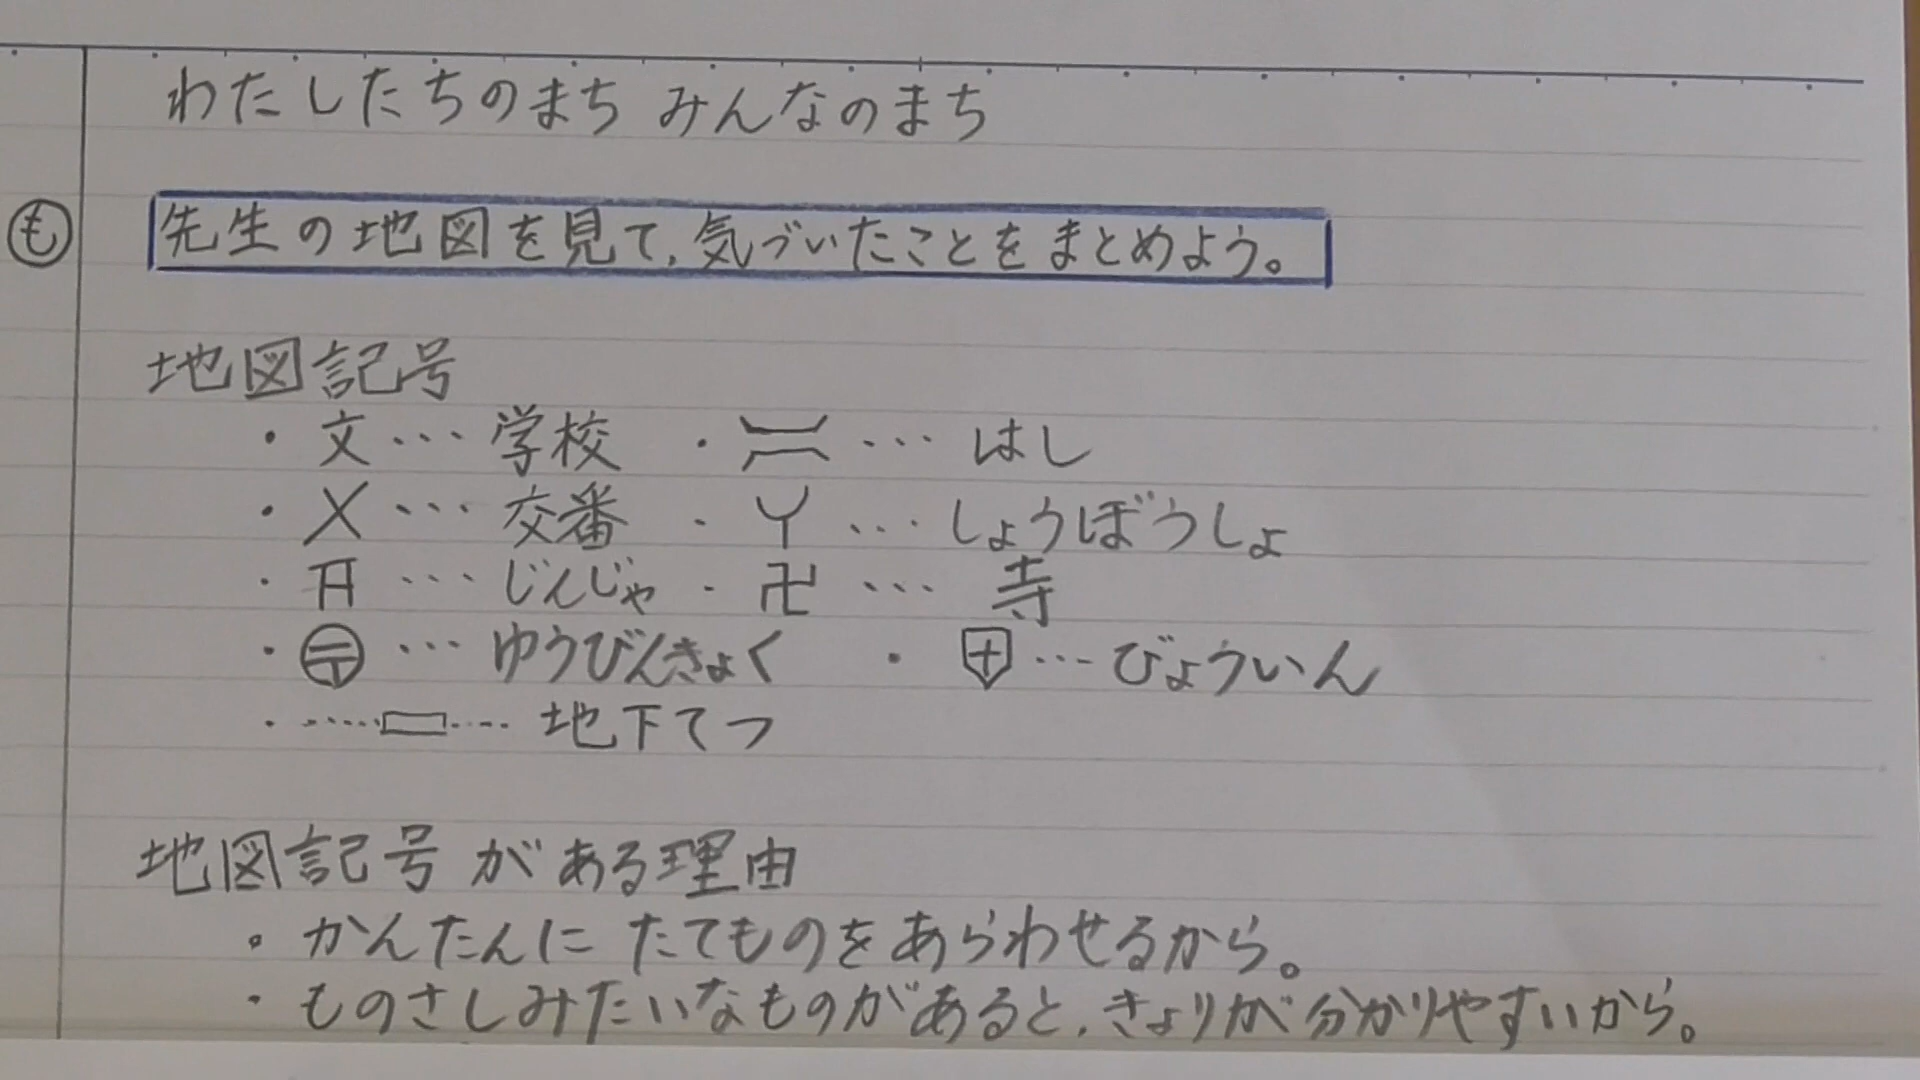 わたしたちのまち みんなのまち
も 先生の地図を見て、気づいたことをまとめよう。
地図記号
・文…学校 ・ …はし
・X…交番 ・Y…しょうぼうしょ
・⛩…じんじゃ ・卍…寺
・〶…ゆうびんきょく ・ …びょういん
・ 地下てつ
地図記号がある理由
・かんたんにたてものをあらわせるから。
・ものさしみたいなものがあると、きょりが分かりやすいから。